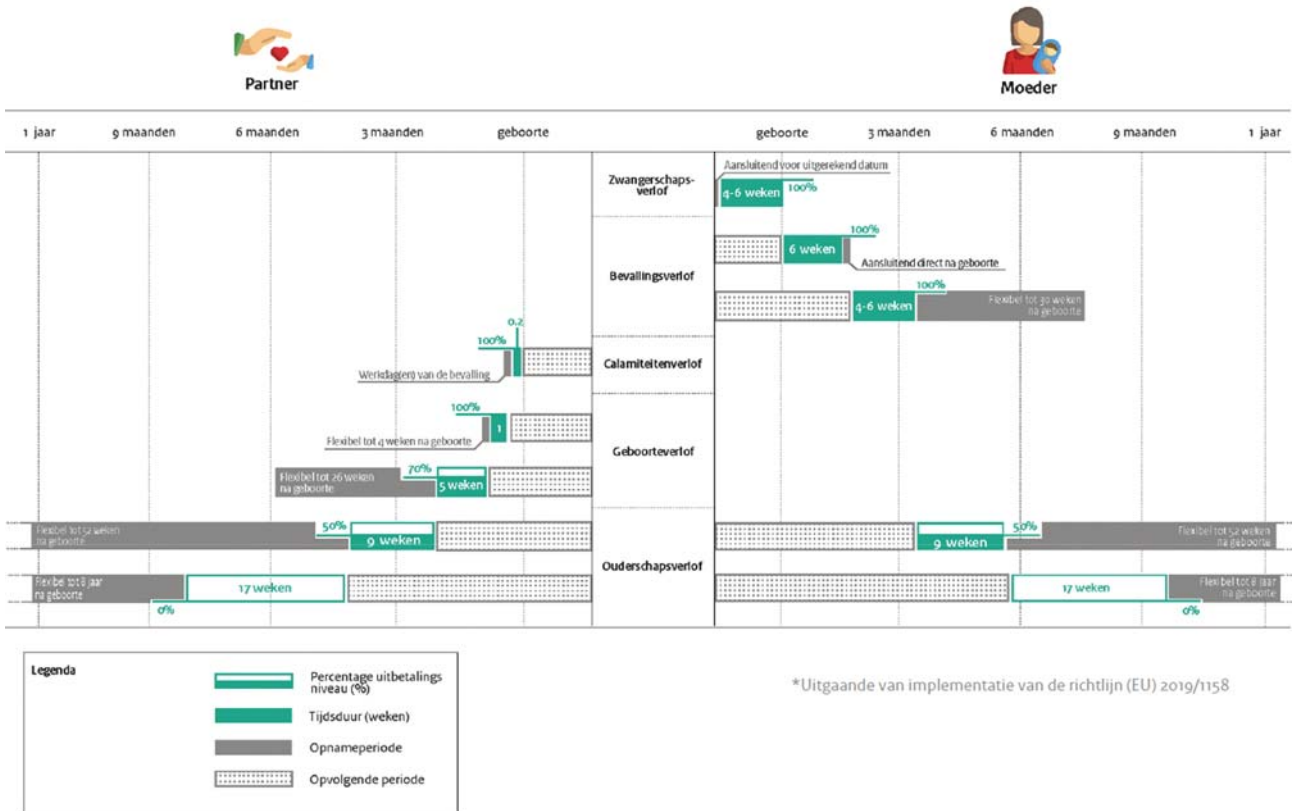 Partner
Moeder
1 jaar 9 maanden 6 maanden 3 maanden geboorte
geboorte 3 maanden 6 maanden 9 maanden 1 jaar
Zwangerschaps-
verlof
Aansluitend voor uitgerekend datum
4-6 weken 100%
Bevallingsverlof
100%
6 weken
Aansluitend direct na geboorte
100%
4-6 weken
Flexibel tot 30 weken
na geboorte
Calamiteitenverlof
0.2
100%
Werkdag(en) van de bevalling
Geboorteverlof
100%
1
Flexibel tot 4 weken na geboorte
70%
5 weken
Flexibel tot 26 weken
na geboorte
Ouderschapsverlof
Flexibel tot 52 weken
na geboorte
50%
9 weken
50%
9 weken
Flexibel tot 52 weken
na geboorte
Flexibel tot 8 jaar
na geboorte
17 weken
0%
17 weken
Flexibel tot 8 jaar
na geboorte
0%
Legenda
Percentage uitbetalings
niveau (%)
Tijdsduur (weken)
Opnameperiode
Opvolgende periode
*Uitgaande van implementatie van de richtlijn (EU) 2019/1158